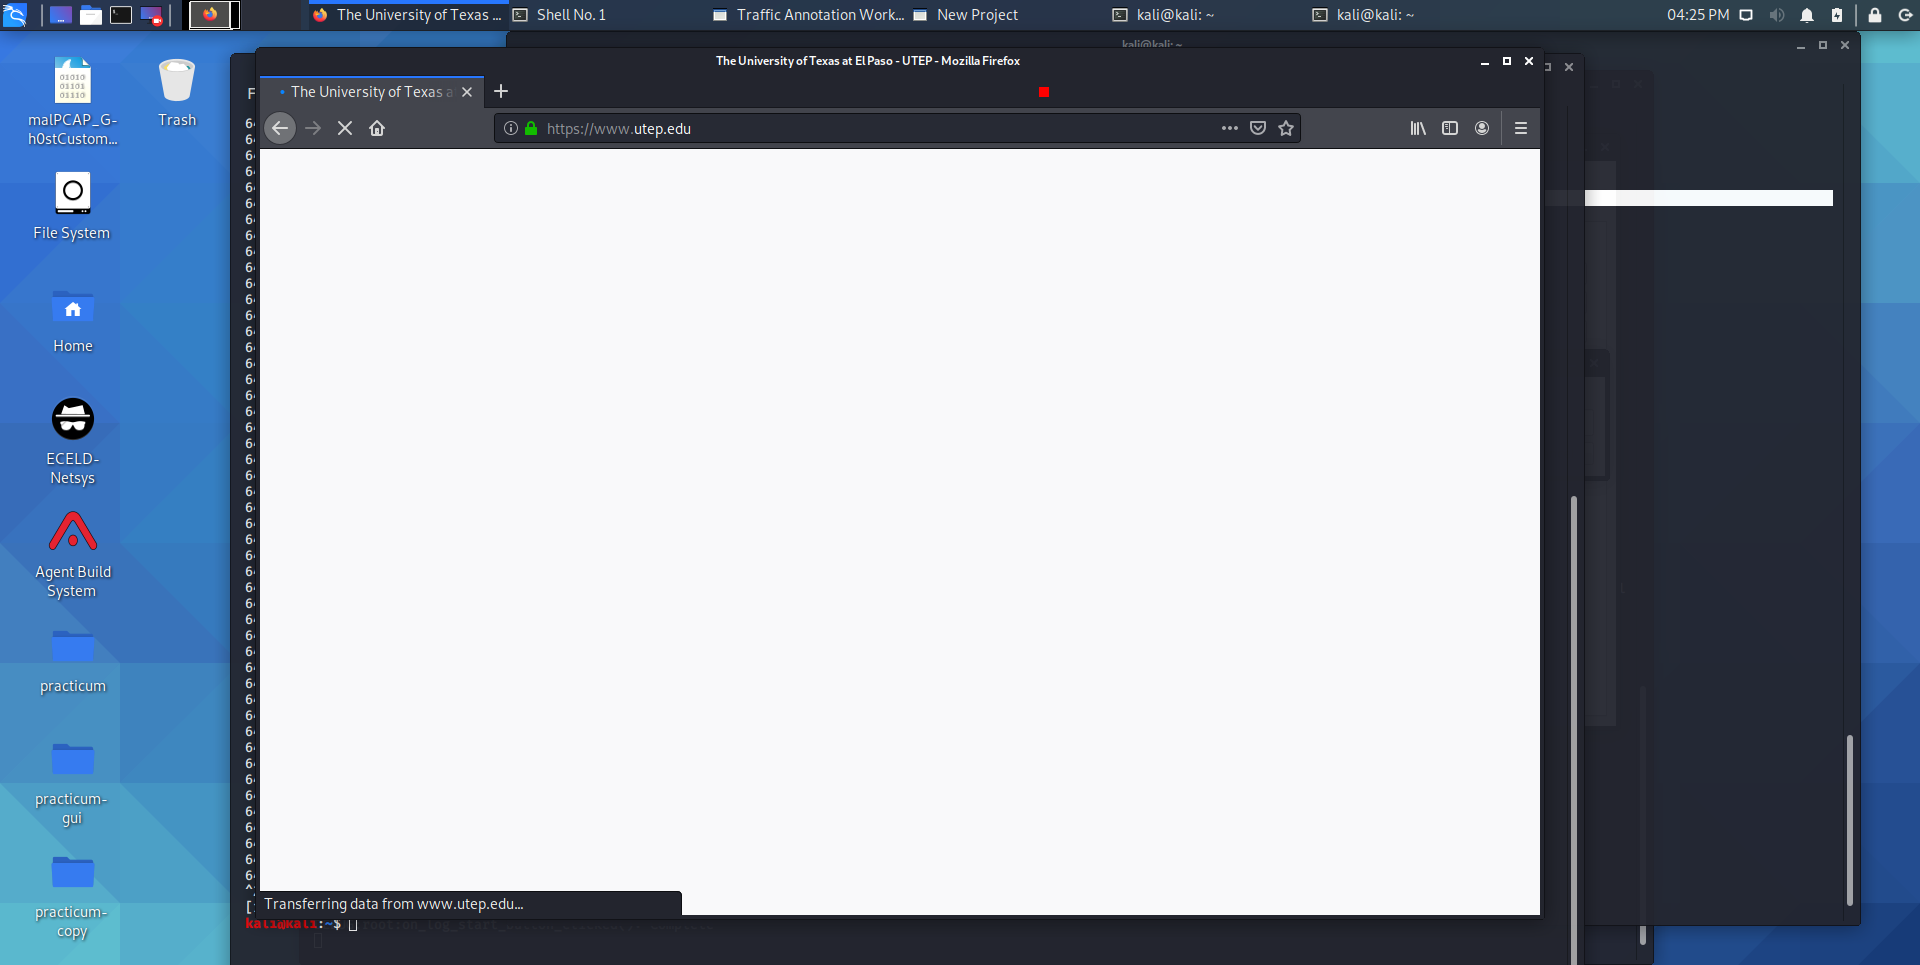 The University of Texas ...
Shell No. 1
Traffic Annotation Work...
New Project
kali@kali: ~
kali@kali: ~
04:25 PM
kali@kali: ~
The University of Texas at El Paso - UTEP - Mozilla Firefox
The University of Texas a
https://www.utep.edu
malPCAP_G-
h0stCustom...
Trash
File System
Home
ECELD-
Netsys
Agent Build
System
practicum
practicum-
gui
practicum-
copy
Transferring data from www.utep.edu...
kali@kali:~$